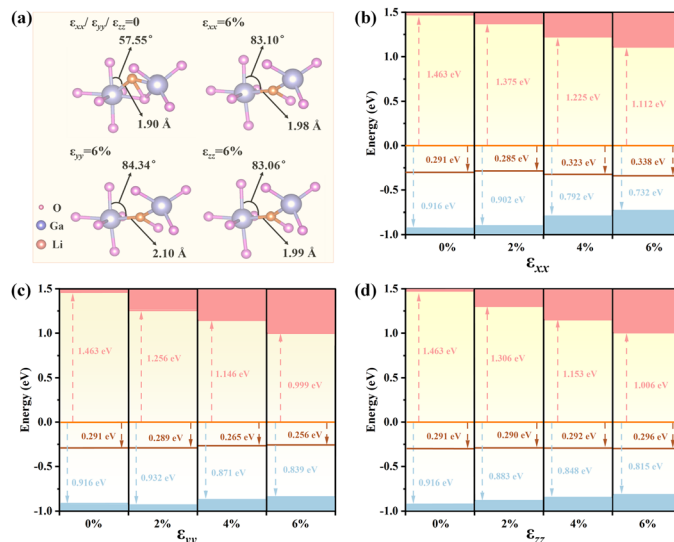 (a)
ε_xx/ ε_yy/ ε_zz=0
ε_xx=6%
57.55°
83.10°
1.90 Å
1.98 Å
ε_yy=6%
ε_zz=6%
84.34°
83.06°
O
Ga
Li
2.10 Å
1.99 Å
(b)
Energy (eV)
1.5
1.0
0.5
0.0
-0.5
-1.0
1.463 eV
1.375 eV
1.225 eV
1.112 eV
0.291 eV
0.285 eV
0.323 eV
0.338 eV
0.916 eV
0.902 eV
0.792 eV
0.732 eV
0%
2%
4%
6%
ε_xx
(c)
Energy (eV)
1.5
1.0
0.5
0.0
-0.5
-1.0
1.463 eV
1.256 eV
1.146 eV
0.999 eV
0.291 eV
0.289 eV
0.265 eV
0.256 eV
0.916 eV
0.932 eV
0.871 eV
0.839 eV
0%
2%
4%
6%
ε_yy
(d)
Energy (eV)
1.5
1.0
0.5
0.0
-0.5
-1.0
1.463 eV
1.306 eV
1.153 eV
1.006 eV
0.291 eV
0.290 eV
0.292 eV
0.296 eV
0.916 eV
0.883 eV
0.848 eV
0.815 eV
0%
2%
4%
6%
ε_zz